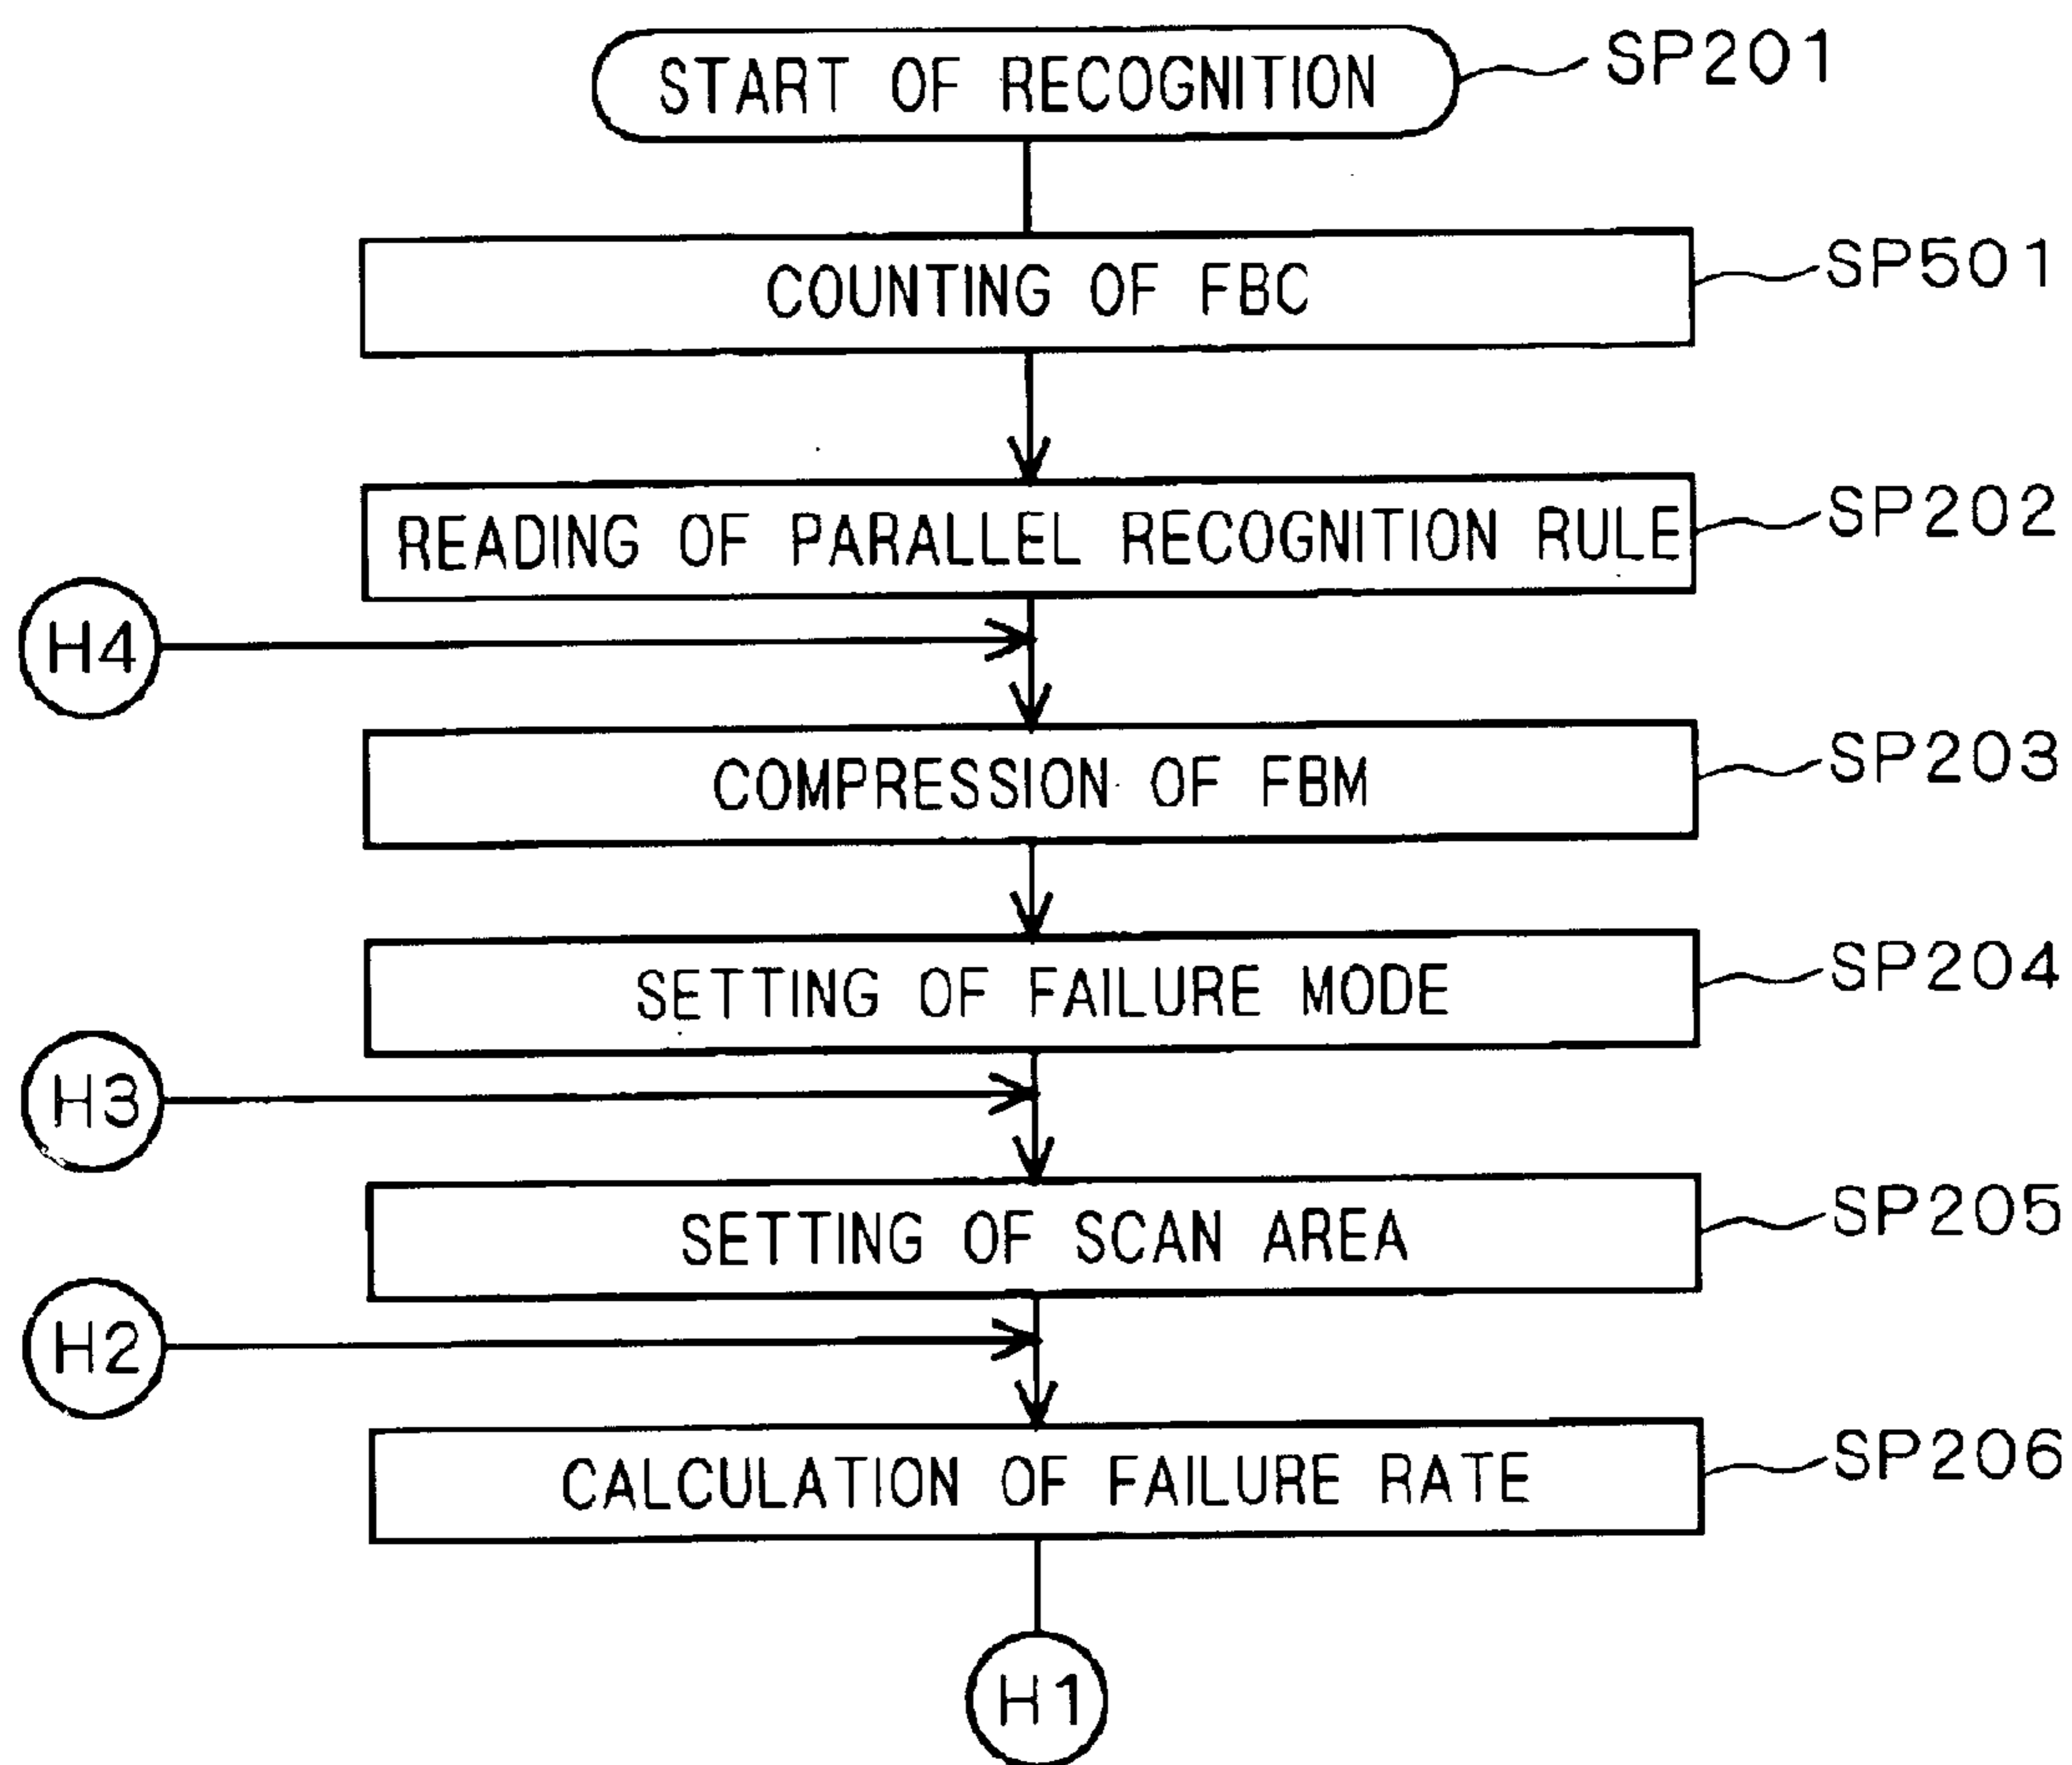 START OF RECOGNITION SP201
COUNTING OF FBC SP501
READING OF PARALLEL RECOGNITION RULE SP202
H4
COMPRESSION OF FBM SP203
SETTING OF FAILURE MODE SP204
H3
SETTING OF SCAN AREA SP205
H2
CALCULATION OF FAILURE RATE SP206
H1